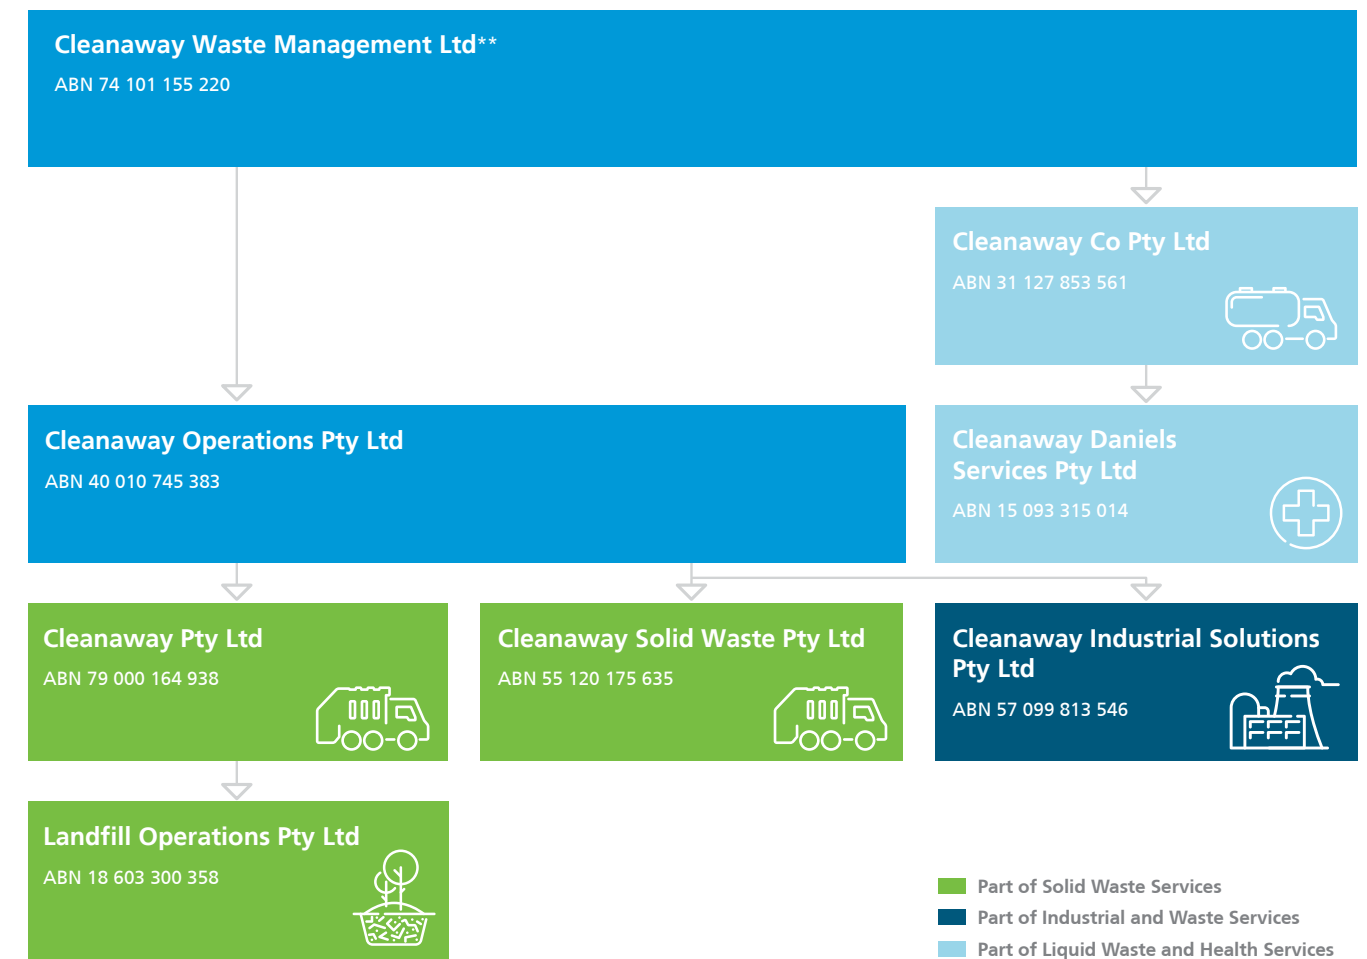 Cleanaway Waste Management Ltd**
ABN 74 101 155 220
Cleanaway Co Pty Ltd
ABN 31 127 853 561
Cleanaway Operations Pty Ltd
ABN 40 010 745 383
Cleanaway Daniels
Services Pty Ltd
ABN 15 093 315 014
Cleanaway Pty Ltd
ABN 79 000 164 938
Cleanaway Solid Waste Pty Ltd
ABN 55 120 175 635
Cleanaway Industrial Solutions
Pty Ltd
ABN 57 099 813 546
Landfill Operations Pty Ltd
ABN 18 603 300 358
Part of Solid Waste Services
Part of Industrial and Waste Services
Part of Liquid Waste and Health Services